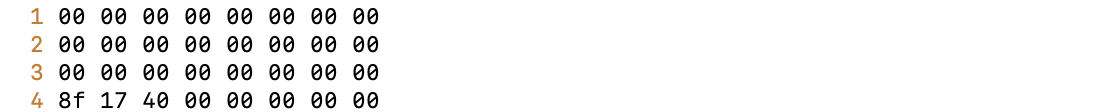 1 00 00 00 00 00 00 00 00
2 00 00 00 00 00 00 00 00
3 00 00 00 00 00 00 00 00
4 8f 17 40 00 00 00 00 00